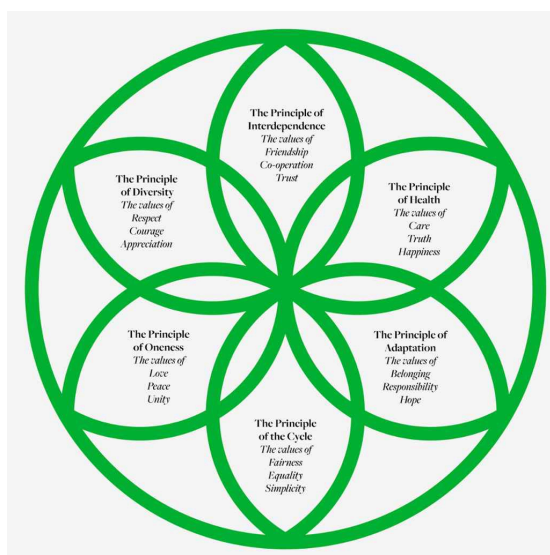 The Principle of
Interdependence
The values of
Friendship
Co-operation
Trust
The Principle
of Diversity
The values of
Respect
Courage
Appreciation
The Principle
of Health
The values of
Care
Truth
Happiness
The Principle
of Oneness
The values of
Love
Peace
Unity
The Principle of
Adaptation
The values of
Belonging
Responsibility
Hope
The Principle
of the Cycle
The values of
Fairness
Equality
Simplicity